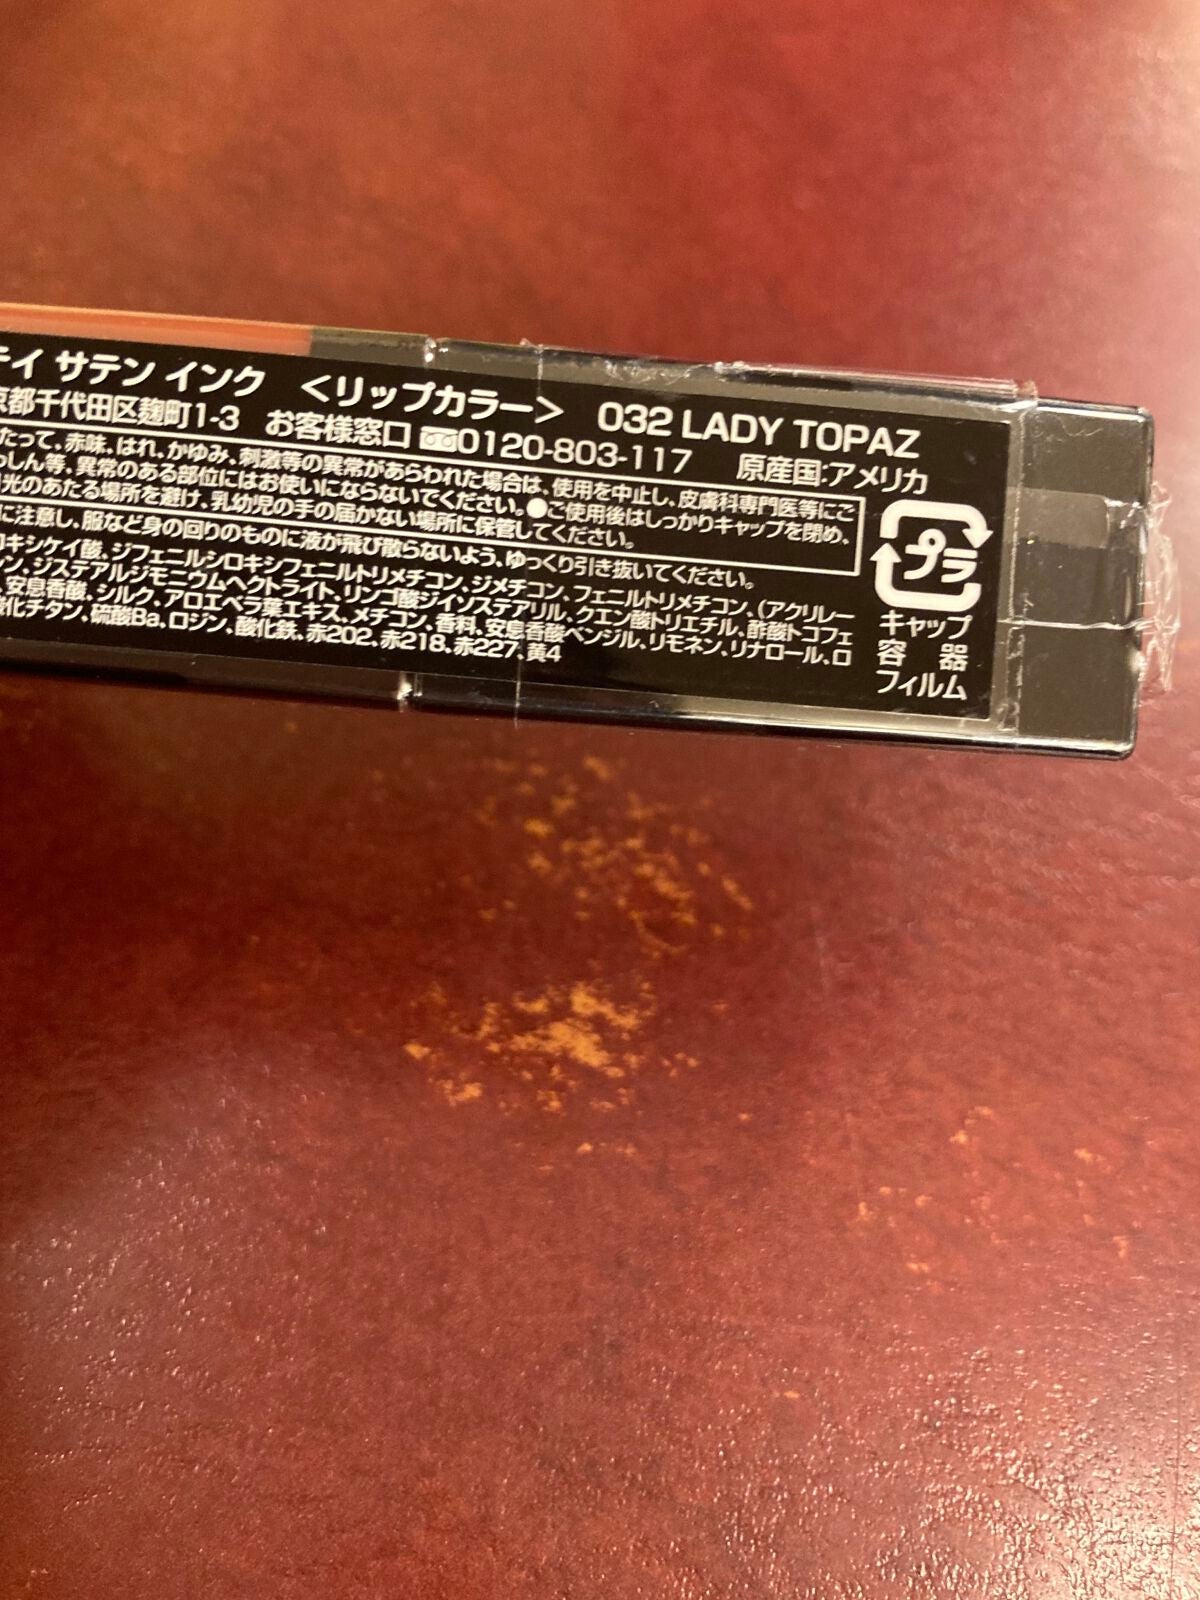 テイ サテン インク <リップカラー> 032 LADY TOPAZ
京都千代田区麹町1-3 お客様窓口 0120-803-117 原産国:アメリカ
たって、赤味、はれ、かゆみ、刺激等の異常があらわれた場合は、使用を中止し、皮膚科専門医等にご
っしん等、異常のある部位にはお使いにならないでください。●ご使用後はしっかりキャップを閉め、
光のあたる場所を避け、乳幼児の手の届かない場所に保管してください。
に注意し、服など身の回りのものに液が飛び散らないよう、ゆっくり引き抜いてください。
ロキシケイ酸、ジフェニルシロキシフェニルトリメチコン、ジメチコン、フェニルトリメチコン、(アクリレー
ン、ジステアルジモニウムヘクトライト、リンゴ酸ジイソステアリル、クエン酸トリエチル、酢酸トコフェ
、安息香酸、シルク、アロエベラ葉エキス、メチコン、香料、安息香酸ベンジル、リモネン、リナロール、ロ
酸化チタン、硫酸Ba、ロジン、酸化鉄、赤202、赤218、赤227、黄4
プラ
キャップ
容器
フィルム